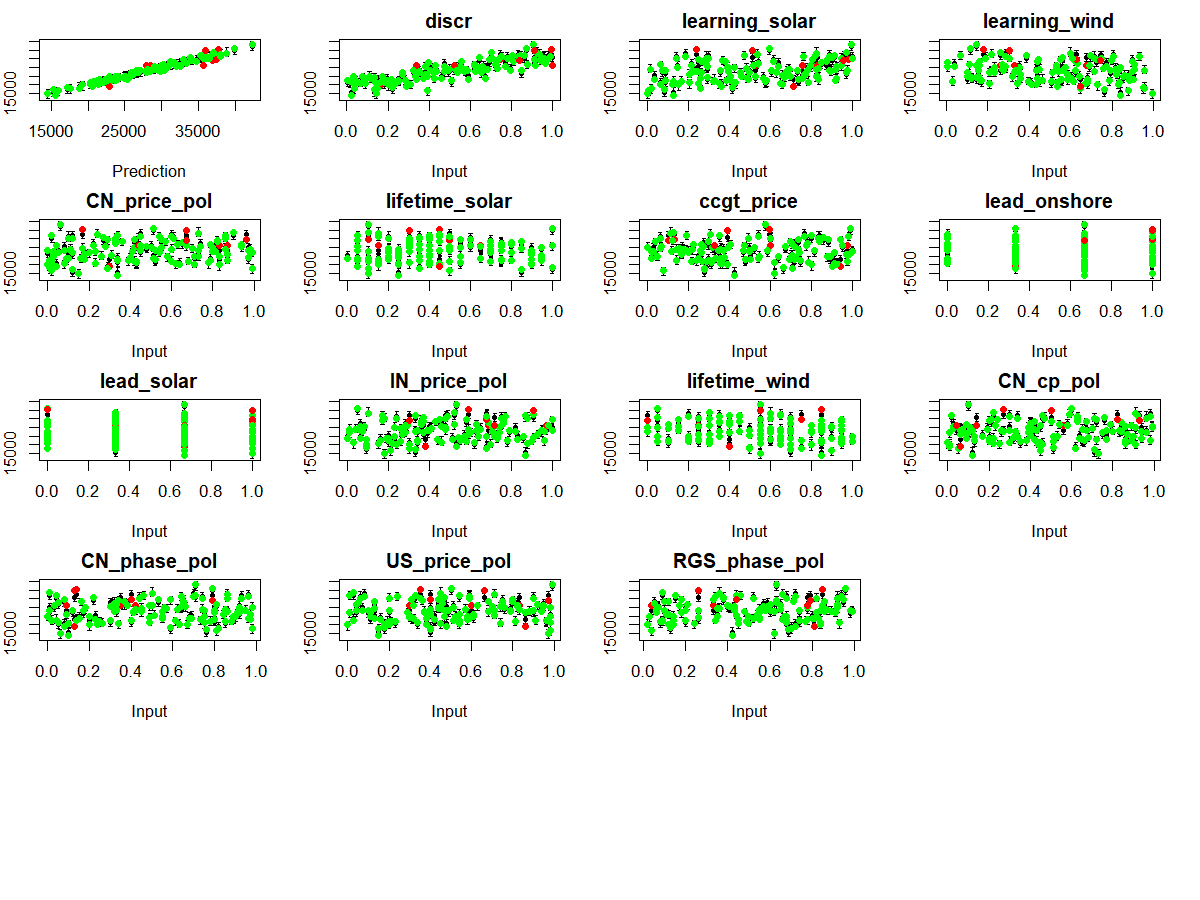 discr learning_solar learning_wind
15000 15000 15000 15000
15000 25000 35000 0.0 0.2 0.4 0.6 0.8 1.0 0.0 0.2 0.4 0.6 0.8 1.0 0.0 0.2 0.4 0.6 0.8 1.0
Prediction Input Input Input
CN_price_pol lifetime_solar ccgt_price lead_onshore
15000 15000 15000 15000
0.0 0.2 0.4 0.6 0.8 1.0 0.0 0.2 0.4 0.6 0.8 1.0 0.0 0.2 0.4 0.6 0.8 1.0 0.0 0.2 0.4 0.6 0.8 1.0
Input Input Input Input
lead_solar IN_price_pol lifetime_wind CN_cp_pol
15000 15000 15000 15000
0.0 0.2 0.4 0.6 0.8 1.0 0.0 0.2 0.4 0.6 0.8 1.0 0.0 0.2 0.4 0.6 0.8 1.0 0.0 0.2 0.4 0.6 0.8 1.0
Input Input Input Input
CN_phase_pol US_price_pol RGS_phase_pol
15000 15000 15000
0.0 0.2 0.4 0.6 0.8 1.0 0.0 0.2 0.4 0.6 0.8 1.0 0.0 0.2 0.4 0.6 0.8 1.0
Input Input Input